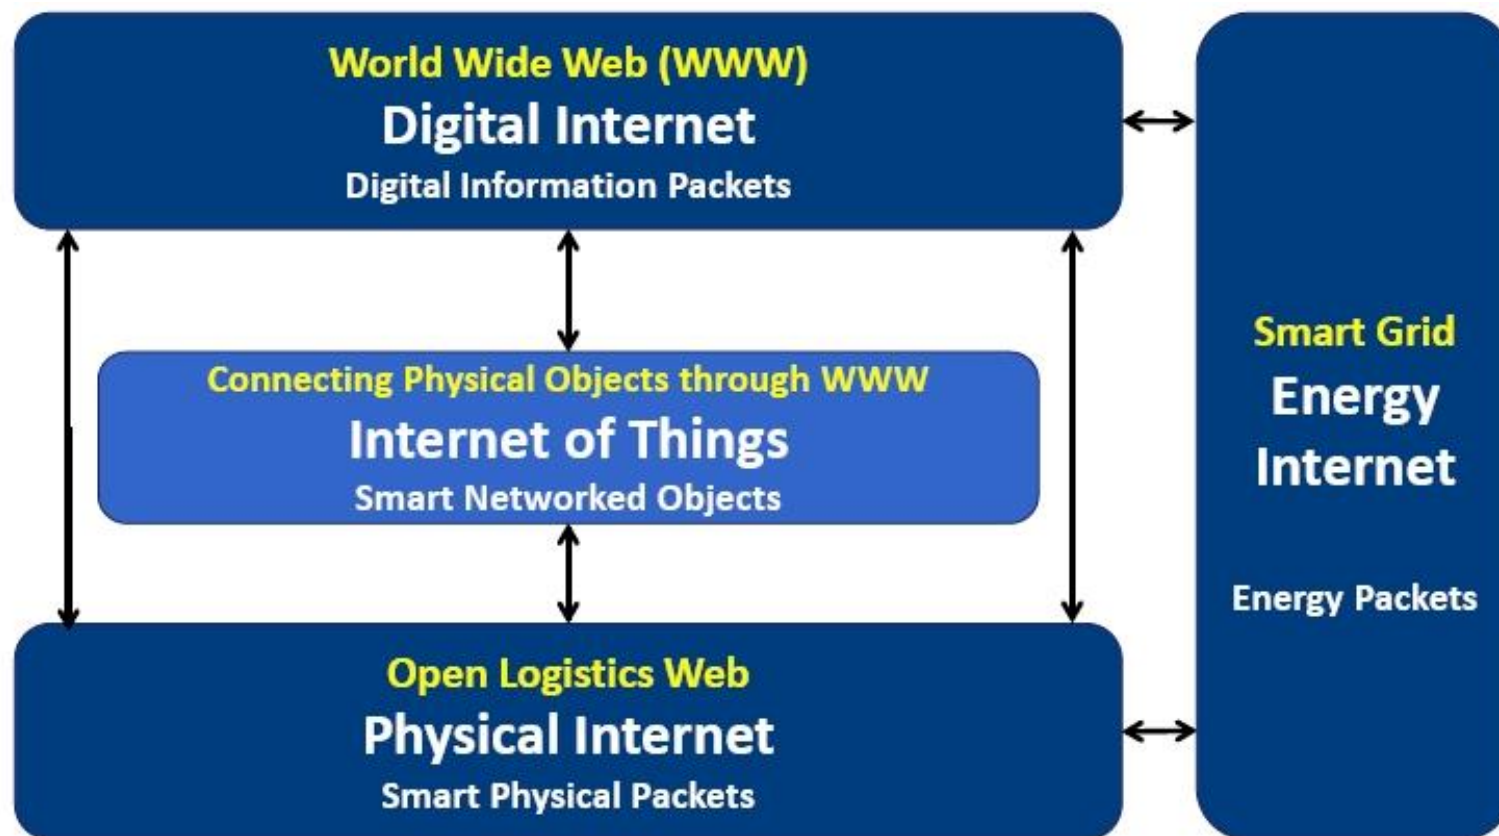 World Wide Web (WWW)
Digital Internet
Digital Information Packets
Connecting Physical Objects through WWW
Internet of Things
Smart Networked Objects
Open Logistics Web
Physical Internet
Smart Physical Packets
Smart Grid
Energy
Internet
Energy Packets